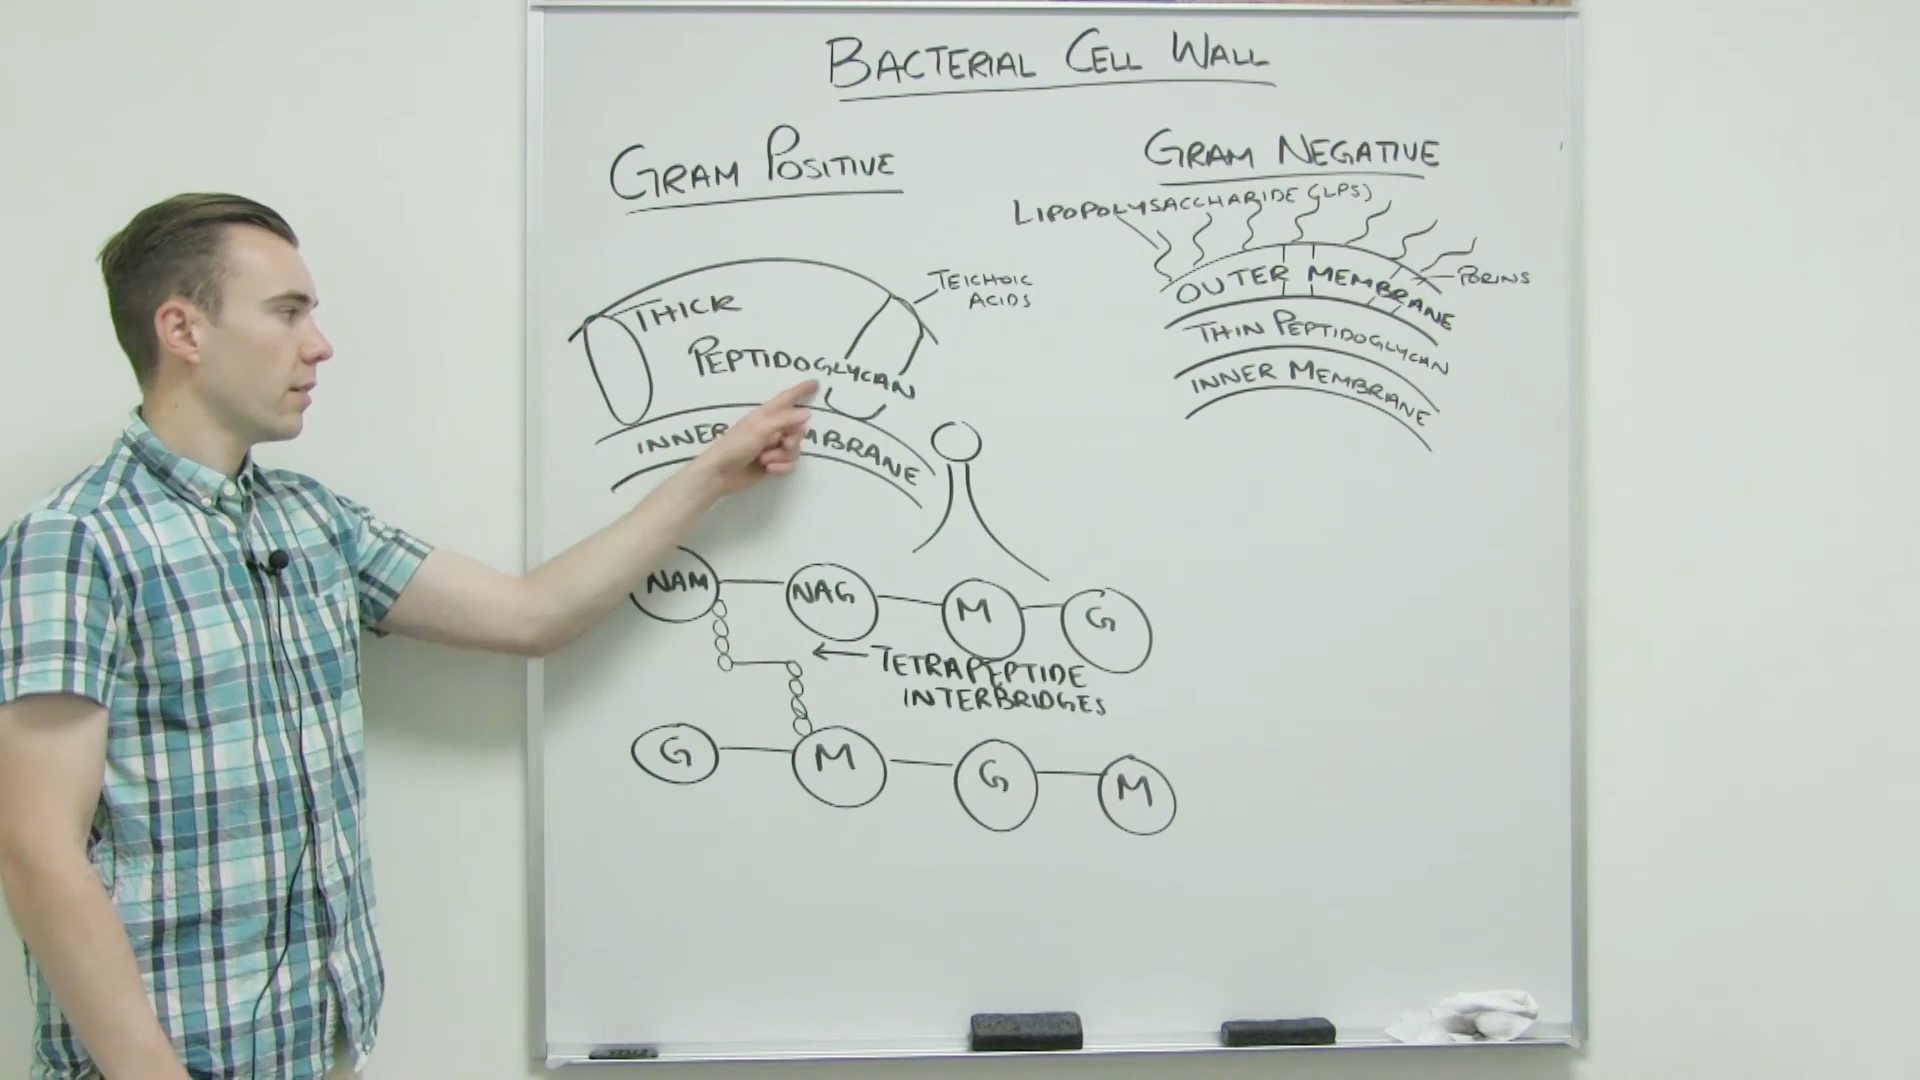 BACTERIAL CELL WALL
GRAM POSITIVE
THICK
PEPTIDOGLYCAN
TEICHOIC
ACIDS
INNER
NAM
NAG
M
G
TETRAPEPTIDE
INTERBRIDGES
G
M
G
M
GRAM NEGATIVE
LIPOPOLYSACCHARIDE (LPS)
OUTER MEMBRANE
PORINS
THIN PEPTIDOGLYCAN
INNER MEMBRANE